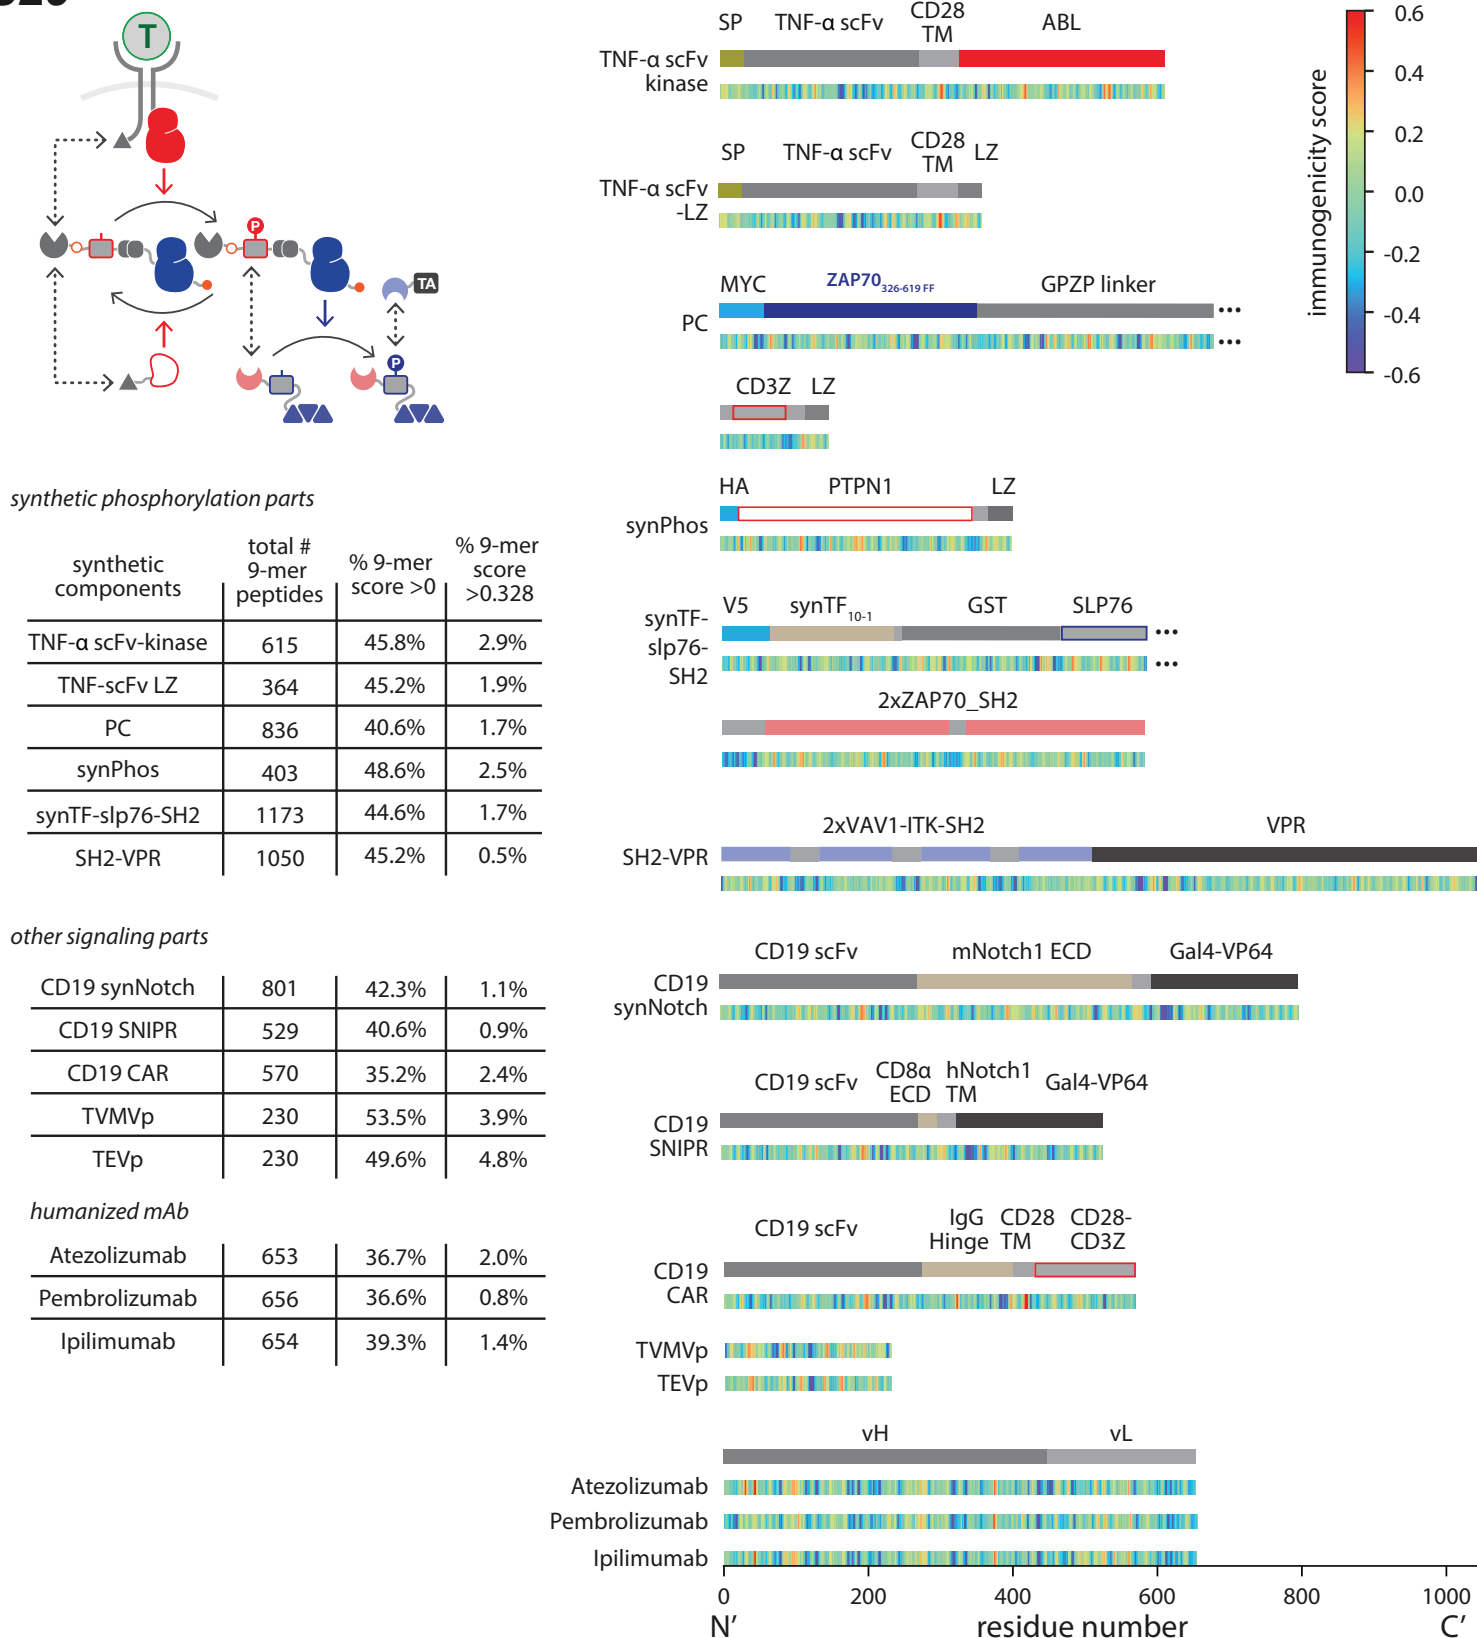 T
P
TA
P
synthetic phosphorylation parts
synthetic components
total # 9-mer peptides
% 9-mer score >0
% 9-mer score >0.328
TNF-α scFv-kinase 615 45.8% 2.9%
TNF-scFv LZ 364 45.2% 1.9%
PC 836 40.6% 1.7%
synPhos 403 48.6% 2.5%
synTF-slp76-SH2 1173 44.6% 1.7%
SH2-VPR 1050 45.2% 0.5%
other signaling parts
CD19 synNotch 801 42.3% 1.1%
CD19 SNIPR 529 40.6% 0.9%
CD19 CAR 570 35.2% 2.4%
TVMVp 230 53.5% 3.9%
TEVp 230 49.6% 4.8%
humanized mAb
Atezolizumab 653 36.7% 2.0%
Pembrolizumab 656 36.6% 0.8%
Ipilimumab 654 39.3% 1.4%
SP TNF-α scFv CD28 TM ABL
TNF-α scFv
kinase
SP TNF-α scFv CD28 TM LZ
TNF-α scFv
-LZ
MYC ZAP70326-619 FF GPZP linker
PC
•••
•••
CD3Z LZ
HA PTPN1 LZ
synPhos
V5 synTF10-1 GST SLP76
synTF-
slp76-
SH2
•••
•••
2xZAP70_SH2
2xVAV1-ITK-SH2 VPR
SH2-VPR
CD19 scFv mNotch1 ECD Gal4-VP64
CD19
synNotch
CD19 scFv CD8α ECD hNotch1 TM Gal4-VP64
CD19
SNIPR
CD19 scFv IgG Hinge CD28 TM CD28-CD3Z
CD19
CAR
TVMVp
TEVp
vH vL
Atezolizumab
Pembrolizumab
Ipilimumab
0 200 400 600 800 1000
N′ residue number C′
immunogenicity score
0.6
0.4
0.2
0.0
-0.2
-0.4
-0.6